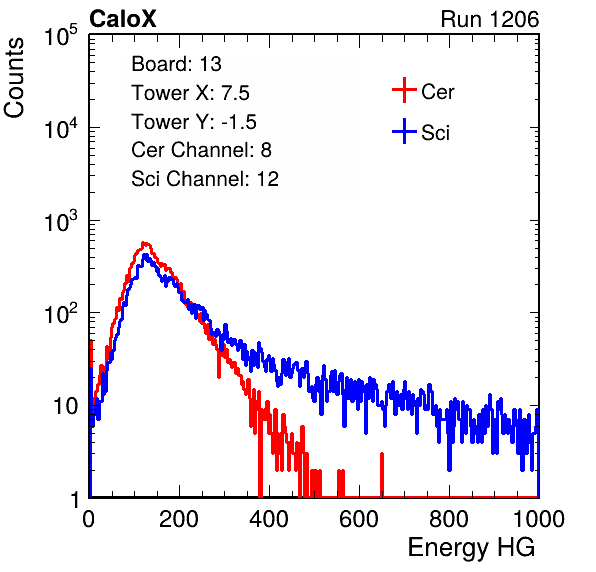 CaloX Run 1206
Counts
10^5
10^4
10^3
10^2
10
1
Board: 13
Tower X: 7.5
Tower Y: -1.5
Cer Channel: 8
Sci Channel: 12
Cer
Sci
0 200 400 600 800 1000
Energy HG